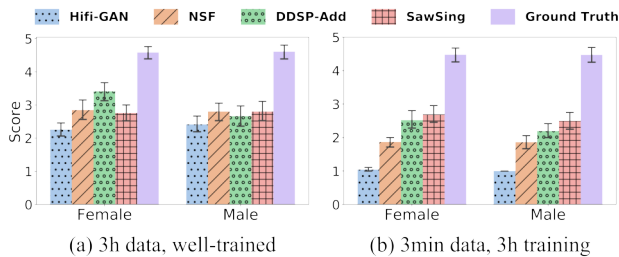 Hifi-GAN NSF DDSP-Add SawSing Ground Truth
5
4
3
2
1
0
Score
Female Male
(a) 3h data, well-trained
5
4
3
2
1
0
Female Male
(b) 3min data, 3h training